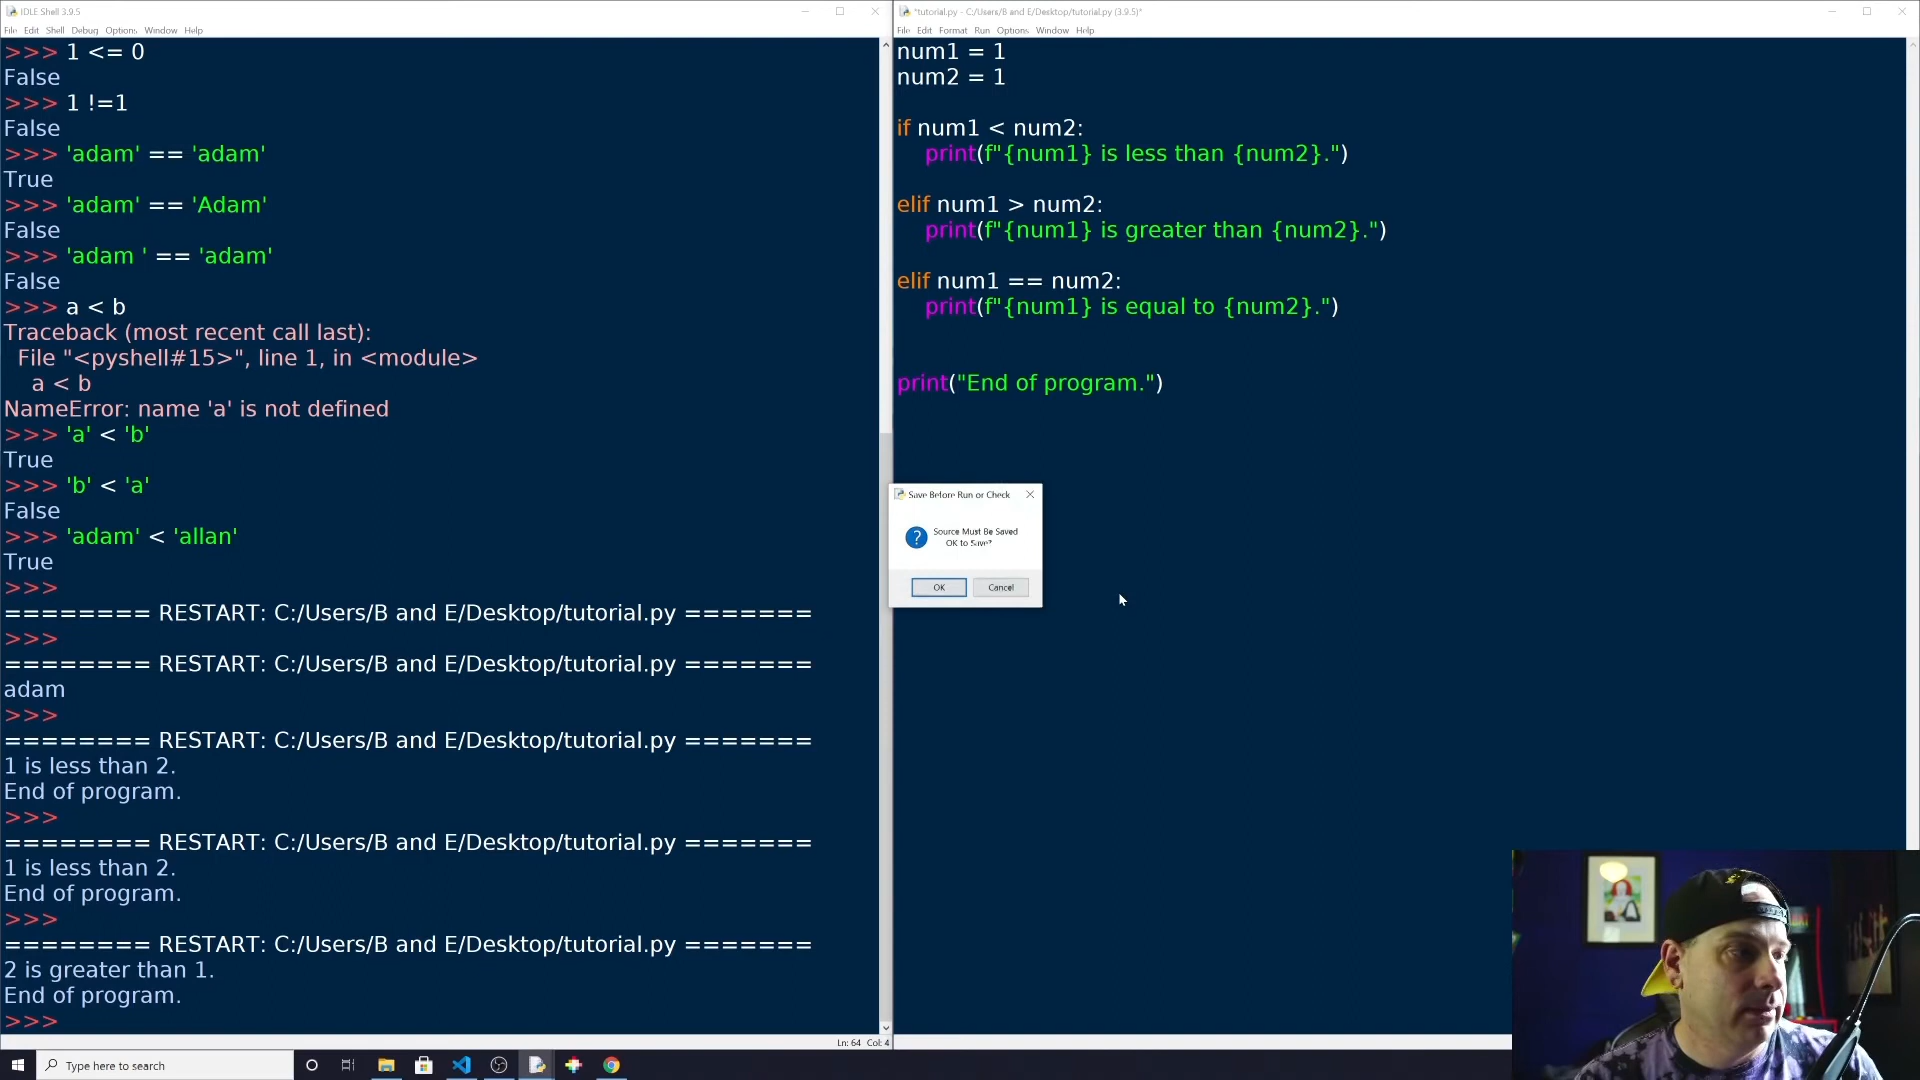 IDLE Shell 3.9.5
File Edit Shell Debug Options Window Help
>>> 1 <= 0
False
>>> 1 !=1
False
>>> 'adam' == 'adam'
True
>>> 'adam' == 'Adam'
False
>>> 'adam ' == 'adam'
False
>>> a < b
Traceback (most recent call last):
  File "<pyshell#15>", line 1, in <module>
    a < b
NameError: name 'a' is not defined
>>> 'a' < 'b'
True
>>> 'b' < 'a'
False
>>> 'adam' < 'allan'
True
>>>
======== RESTART: C:/Users/B and E/Desktop/tutorial.py =======
>>>
======== RESTART: C:/Users/B and E/Desktop/tutorial.py =======
adam
>>>
======== RESTART: C:/Users/B and E/Desktop/tutorial.py =======
1 is less than 2.
End of program.
>>>
======== RESTART: C:/Users/B and E/Desktop/tutorial.py =======
1 is less than 2.
End of program.
>>>
======== RESTART: C:/Users/B and E/Desktop/tutorial.py =======
2 is greater than 1.
End of program.
>>>
Ln: 64 Col: 4
*tutorial.py - C:/Users/B and E/Desktop/tutorial.py (3.9.5)*
File Edit Format Run Options Window Help
num1 = 1
num2 = 1
if num1 < num2:
    print(f"{num1} is less than {num2}.")
elif num1 > num2:
    print(f"{num1} is greater than {num2}.")
elif num1 == num2:
    print(f"{num1} is equal to {num2}.")
print("End of program.")
Save Before Run or Check
Source Must Be Saved
OK to Save?
OK Cancel
Type here to search